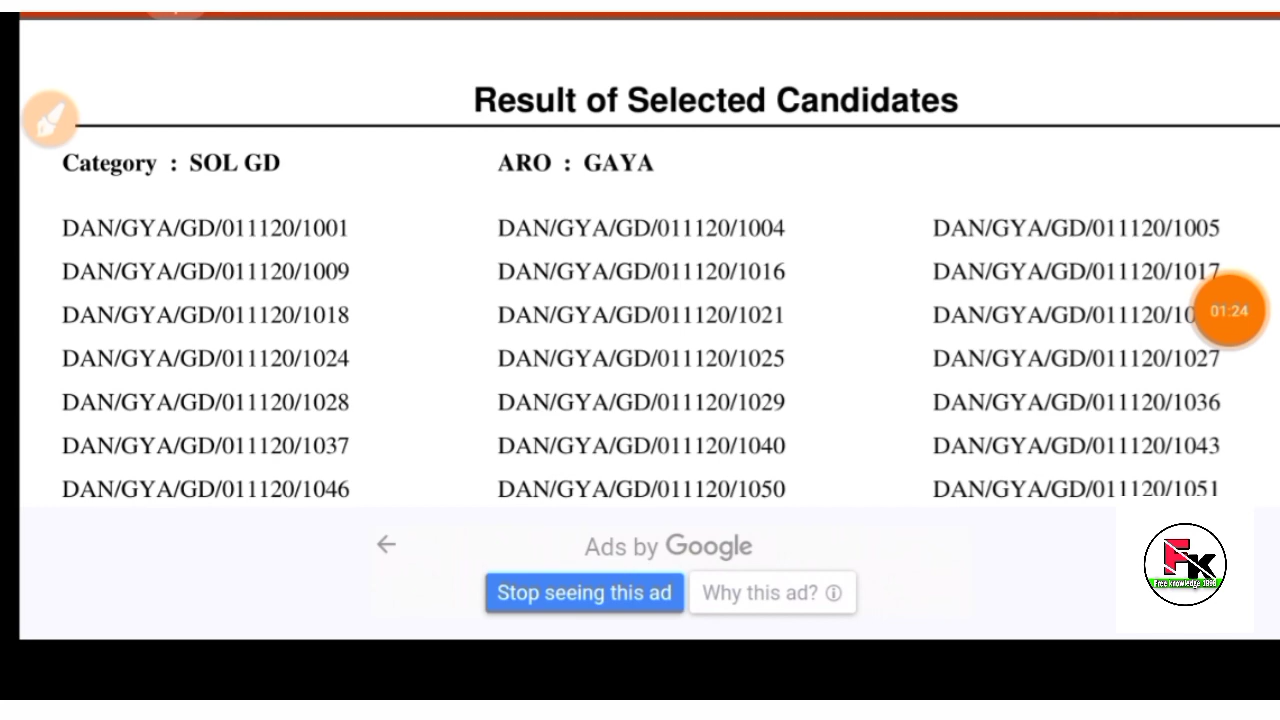 Result of Selected Candidates
Category : SOL GD ARO : GAYA
DAN/GYA/GD/011120/1001 DAN/GYA/GD/011120/1004 DAN/GYA/GD/011120/1005
DAN/GYA/GD/011120/1009 DAN/GYA/GD/011120/1016 DAN/GYA/GD/011120/1017
DAN/GYA/GD/011120/1018 DAN/GYA/GD/011120/1021
01:24
DAN/GYA/GD/011120/1024 DAN/GYA/GD/011120/1025 DAN/GYA/GD/011120/1027
DAN/GYA/GD/011120/1028 DAN/GYA/GD/011120/1029 DAN/GYA/GD/011120/1036
DAN/GYA/GD/011120/1037 DAN/GYA/GD/011120/1040 DAN/GYA/GD/011120/1043
DAN/GYA/GD/011120/1046 DAN/GYA/GD/011120/1050 DAN/GYA/GD/011120/1051
Ads by Google
Stop seeing this ad Why this ad?
FK
Free knowledge